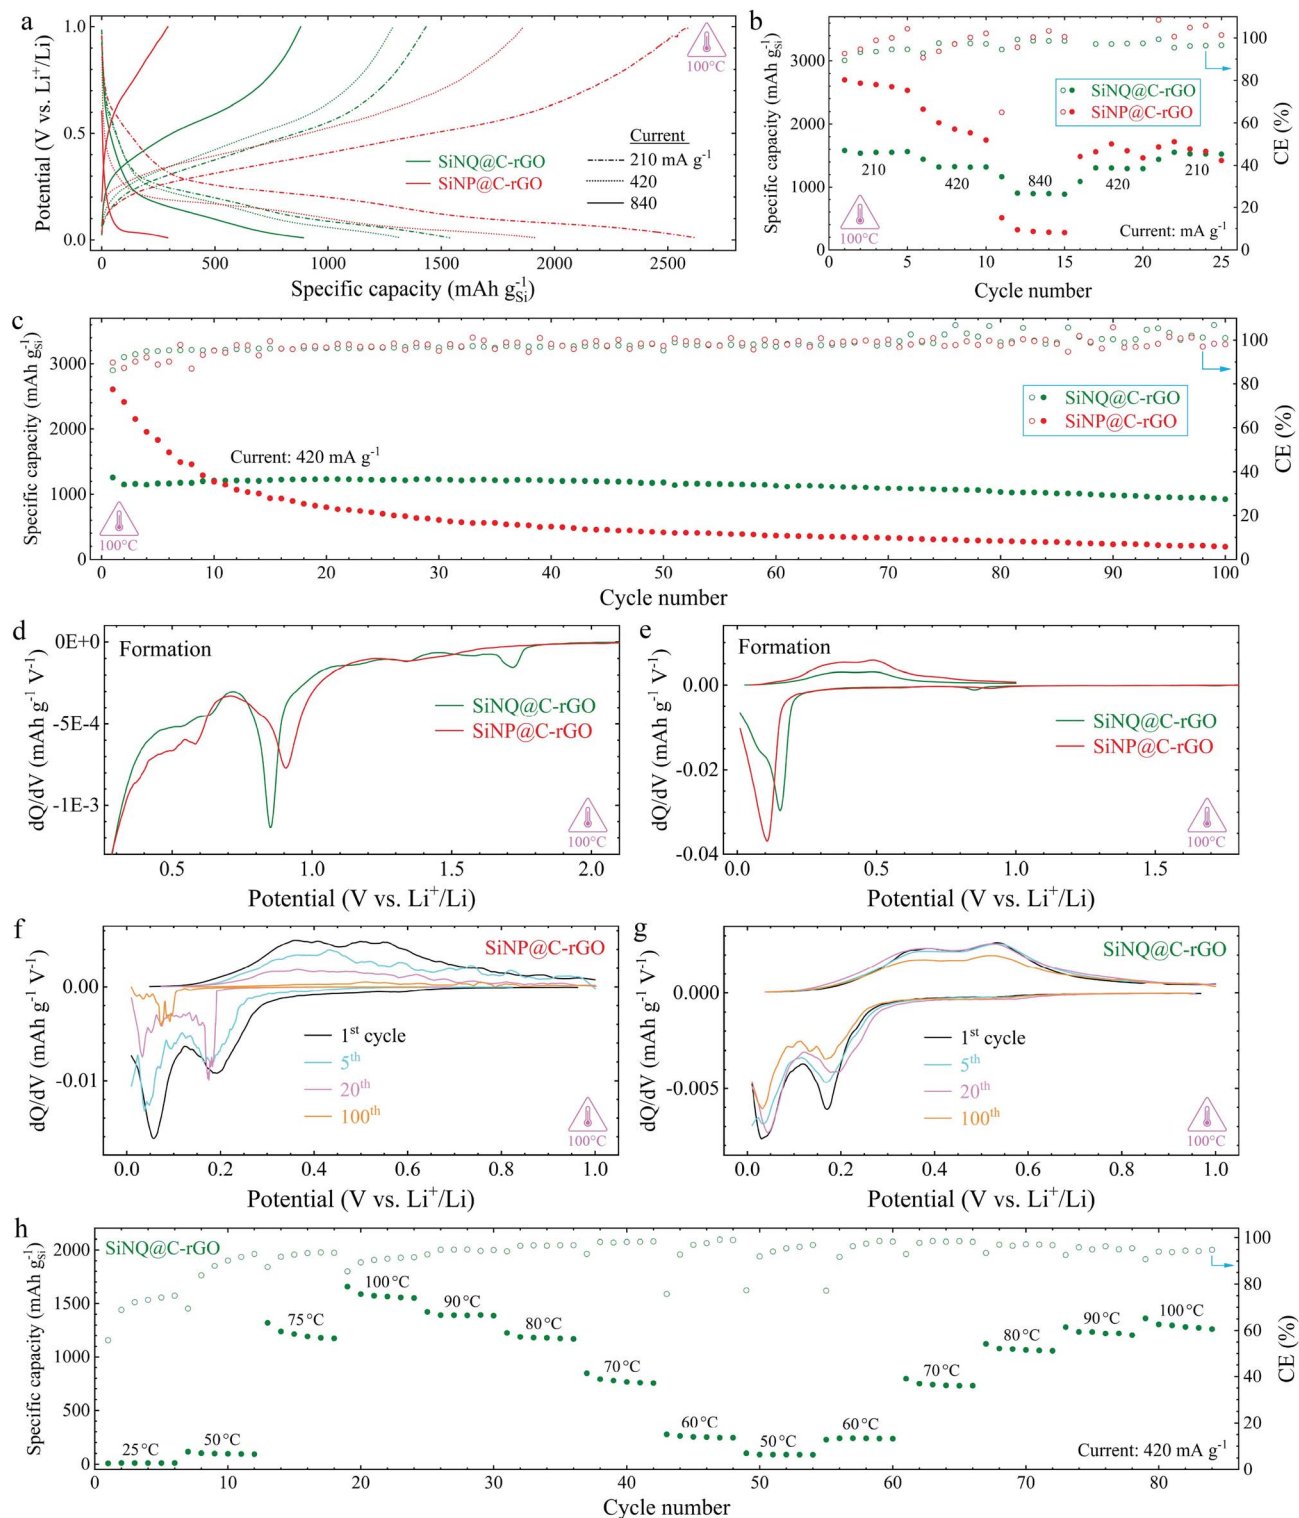 a
Potential (V vs. Li⁺/Li)
1.0
0.5
0.0
100°C
Current
SiNQ@C-rGO
SiNP@C-rGO
210 mA g⁻¹
420
840
0
500
1000
1500
2000
2500
Specific capacity (mAh g_Si⁻¹)
b
Specific capacity (mAh g_Si⁻¹)
3000
2000
1000
0
SiNQ@C-rGO
SiNP@C-rGO
210
420
840
420
210
100°C
Current: mA g⁻¹
100
80
60
40
20
0
CE (%)
0
5
10
15
20
25
Cycle number
c
Specific capacity (mAh g_Si⁻¹)
3000
2000
1000
0
SiNQ@C-rGO
SiNP@C-rGO
Current: 420 mA g⁻¹
100°C
100
80
60
40
20
0
CE (%)
0
10
20
30
40
50
60
70
80
90
100
Cycle number
d
dQ/dV (mAh g⁻¹ V⁻¹)
0E+0
-5E-4
-1E-3
Formation
SiNQ@C-rGO
SiNP@C-rGO
100°C
0.5
1.0
1.5
2.0
Potential (V vs. Li⁺/Li)
e
dQ/dV (mAh g⁻¹ V⁻¹)
0.00
-0.02
-0.04
Formation
SiNQ@C-rGO
SiNP@C-rGO
100°C
0.0
0.5
1.0
1.5
Potential (V vs. Li⁺/Li)
f
dQ/dV (mAh g⁻¹ V⁻¹)
0.00
-0.01
SiNP@C-rGO
1ˢᵗ cycle
5ᵗʰ
20ᵗʰ
100ᵗʰ
100°C
0.0
0.2
0.4
0.6
0.8
1.0
Potential (V vs. Li⁺/Li)
g
dQ/dV (mAh g⁻¹ V⁻¹)
0.000
-0.005
SiNQ@C-rGO
1ˢᵗ cycle
5ᵗʰ
20ᵗʰ
100ᵗʰ
100°C
0.0
0.2
0.4
0.6
0.8
1.0
Potential (V vs. Li⁺/Li)
h
Specific capacity (mAh g_Si⁻¹)
2000
1500
1000
500
0
SiNQ@C-rGO
25°C
50°C
75°C
100°C
90°C
80°C
70°C
60°C
50°C
60°C
70°C
80°C
90°C
100°C
Current: 420 mA g⁻¹
100
80
60
40
20
0
CE (%)
0
10
20
30
40
50
60
70
80
Cycle number